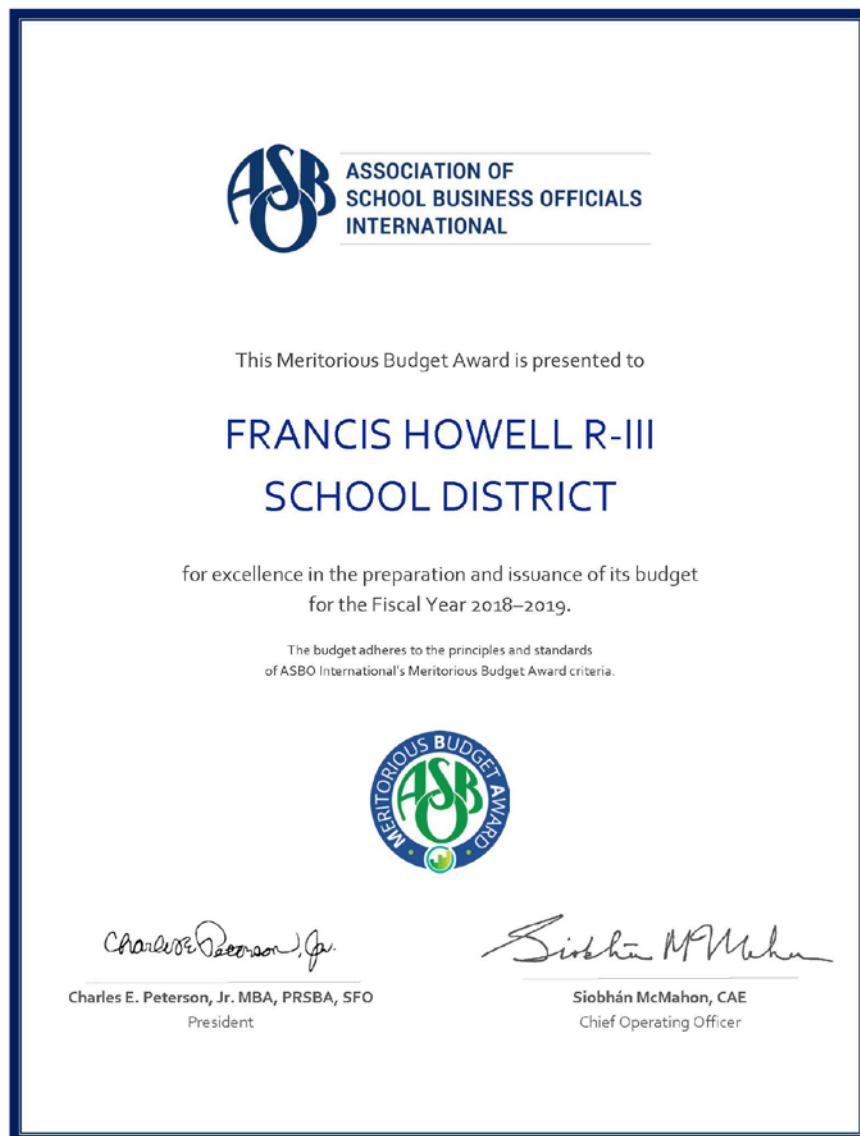 ASBO
ASSOCIATION OF
SCHOOL BUSINESS OFFICIALS
INTERNATIONAL
This Meritorious Budget Award is presented to
FRANCIS HOWELL R-III
SCHOOL DISTRICT
for excellence in the preparation and issuance of its budget
for the Fiscal Year 2018–2019.
The budget adheres to the principles and standards
of ASBO International's Meritorious Budget Award criteria.
MERITORIOUS BUDGET AWARD
ASBO
Charles E Peterson, Jr.
Siobhán McMahon
Charles E. Peterson, Jr. MBA, PRSBA, SFO
Siobhán McMahon, CAE
President
Chief Operating Officer